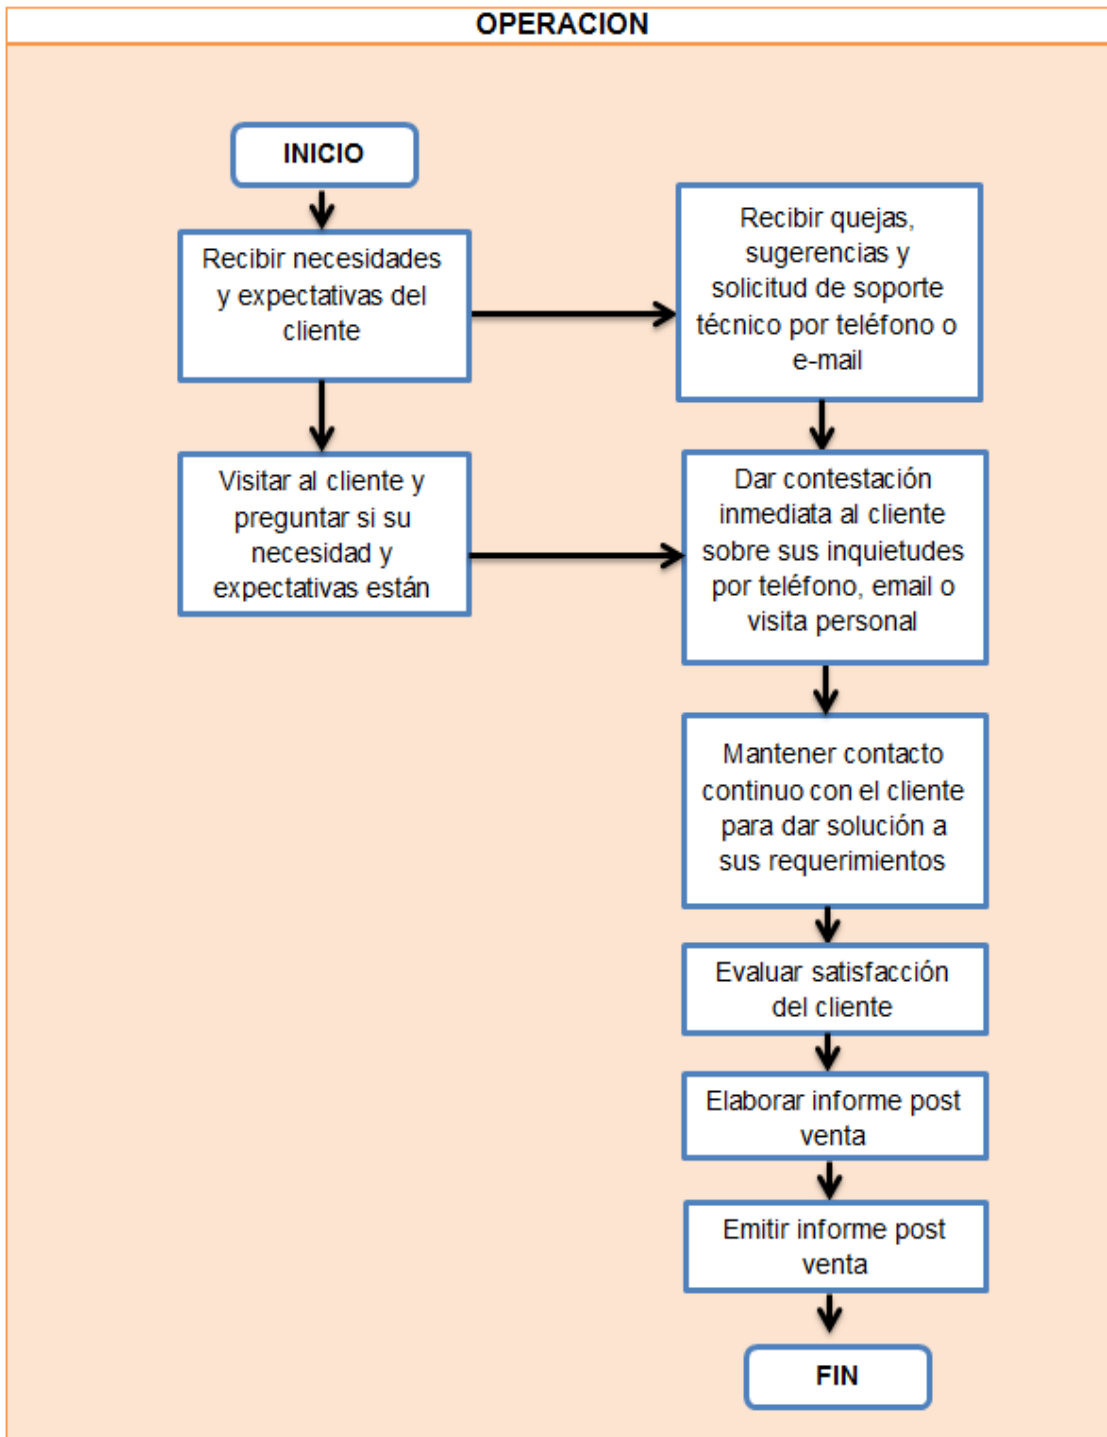 OPERACION
INICIO
Recibir necesidades
y expectativas del
cliente
Visitar al cliente y
preguntar si su
necesidad y
expectativas están
Recibir quejas,
sugerencias y
solicitud de soporte
técnico por teléfono o
e-mail
Dar contestación
inmediata al cliente
sobre sus inquietudes
por teléfono, email o
visita personal
Mantener contacto
continuo con el cliente
para dar solución a
sus requerimientos
Evaluar satisfacción
del cliente
Elaborar informe post
venta
Emitir informe post
venta
FIN